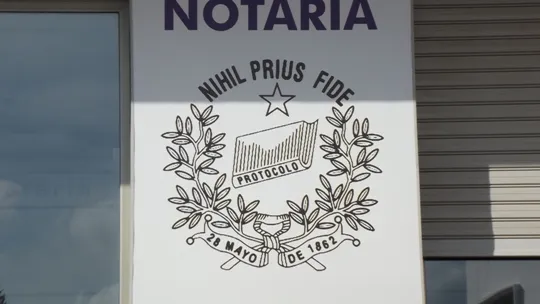 NOTARIA
NIHIL PRIUS FIDE
PROTOCOLO
28 MAYO DE 1862